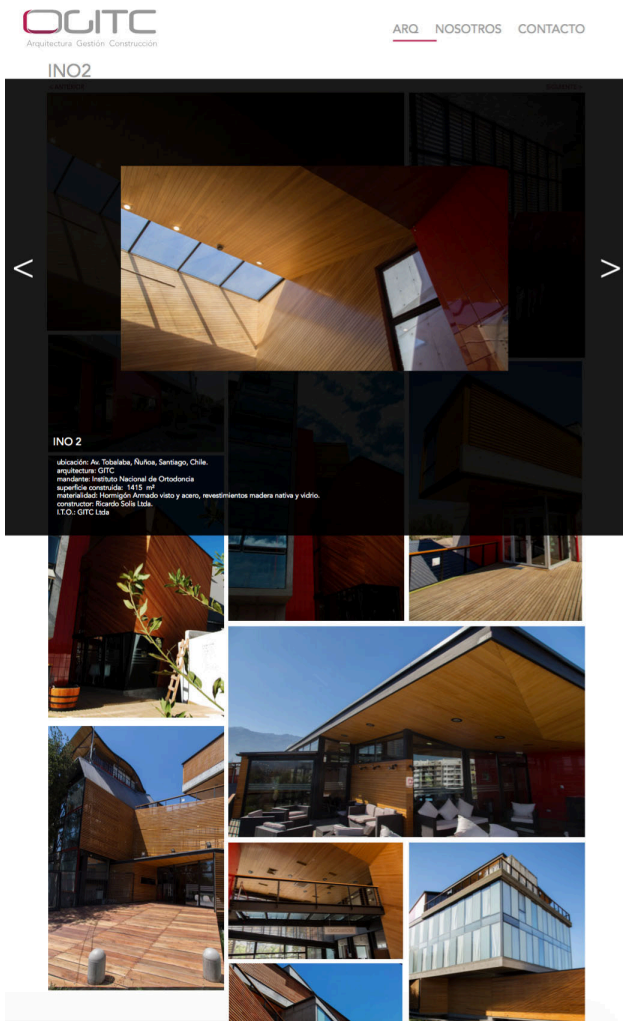 OGITC
Arquitectura Gestión Construcción
ARQ NOSOTROS CONTACTO
INO2
< >
INO 2
ubicación: Av. Tobalaba, Ñuñoa, Santiago, Chile.
arquitectura: GITC
mandante: Instituto Nacional de Ortodoncia
superficie construida: 1415 m²
materialidad: Hormigón Armado visto y acero, revestimientos madera nativa y vidrio.
constructor: Ricardo Solís Ltda.
I.T.O.: GITC Ltda